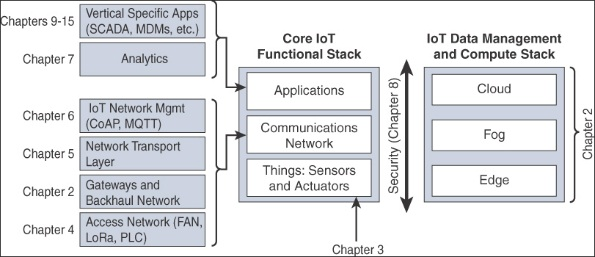 Chapters 9-15
Vertical Specific Apps
(SCADA, MDMs, etc.)
Chapter 7
Analytics
Chapter 6
IoT Network Mgmt
(CoAP, MQTT)
Chapter 5
Network Transport
Layer
Chapter 2
Gateways and
Backhaul Network
Chapter 4
Access Network (FAN,
LoRa, PLC)
Core IoT
Functional Stack
Applications
Communications
Network
Things: Sensors
and Actuators
Chapter 3
Security (Chapter 8)
IoT Data Management
and Compute Stack
Cloud
Fog
Edge
Chapter 2